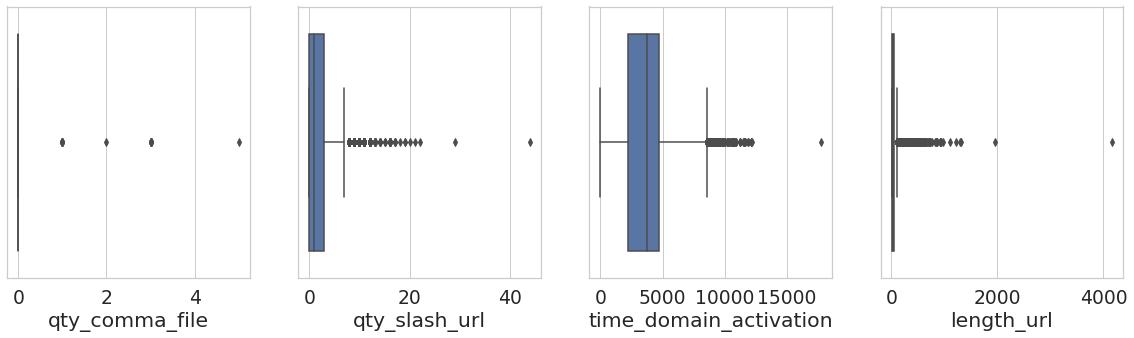 0 2 4
qty_comma_file
0 20 40
qty_slash_url
0 5000 10000 15000
time_domain_activation
0 2000 4000
length_url